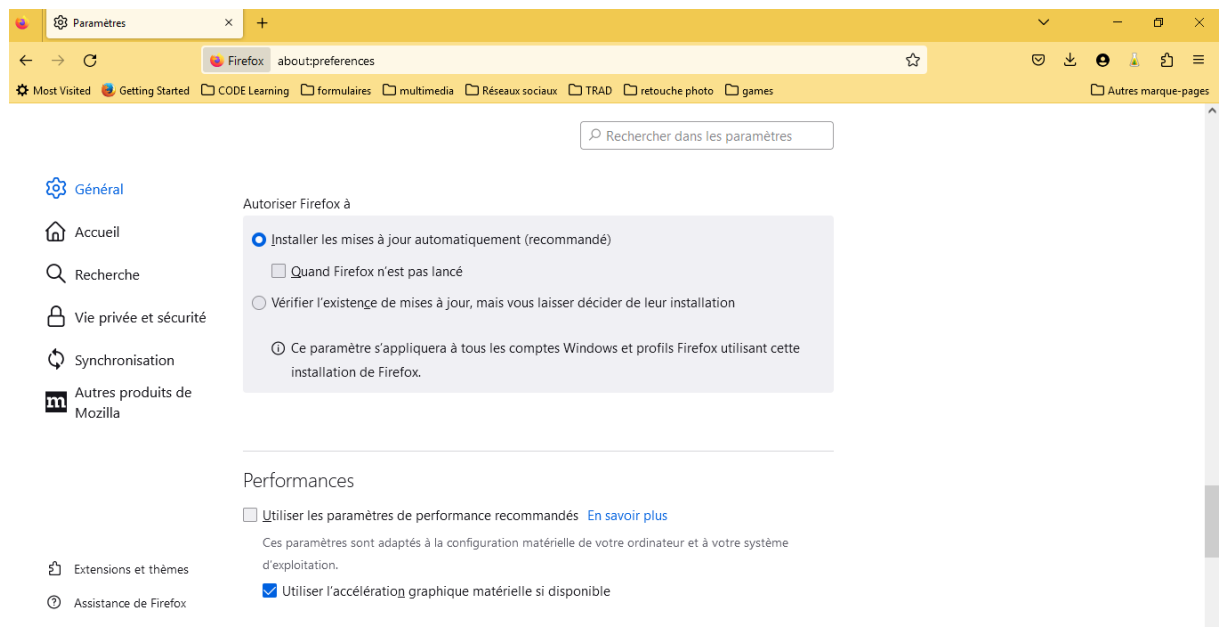 Paramètres
Firefox about:preferences
Most Visited Getting Started CODE Learning formulaires multimedia Réseaux sociaux TRAD retouche photo games Autres marque-pages
Rechercher dans les paramètres
Général
Accueil
Recherche
Vie privée et sécurité
Synchronisation
Autres produits de
Mozilla
Extensions et thèmes
Assistance de Firefox
Autoriser Firefox à
Installer les mises à jour automatiquement (recommandé)
Quand Firefox n'est pas lancé
Vérifier l'existence de mises à jour, mais vous laisser décider de leur installation
Ce paramètre s'appliquera à tous les comptes Windows et profils Firefox utilisant cette
installation de Firefox.
Performances
Utiliser les paramètres de performance recommandés En savoir plus
Ces paramètres sont adaptés à la configuration matérielle de votre ordinateur et à votre système
d'exploitation.
Utiliser l'accélération graphique matérielle si disponible